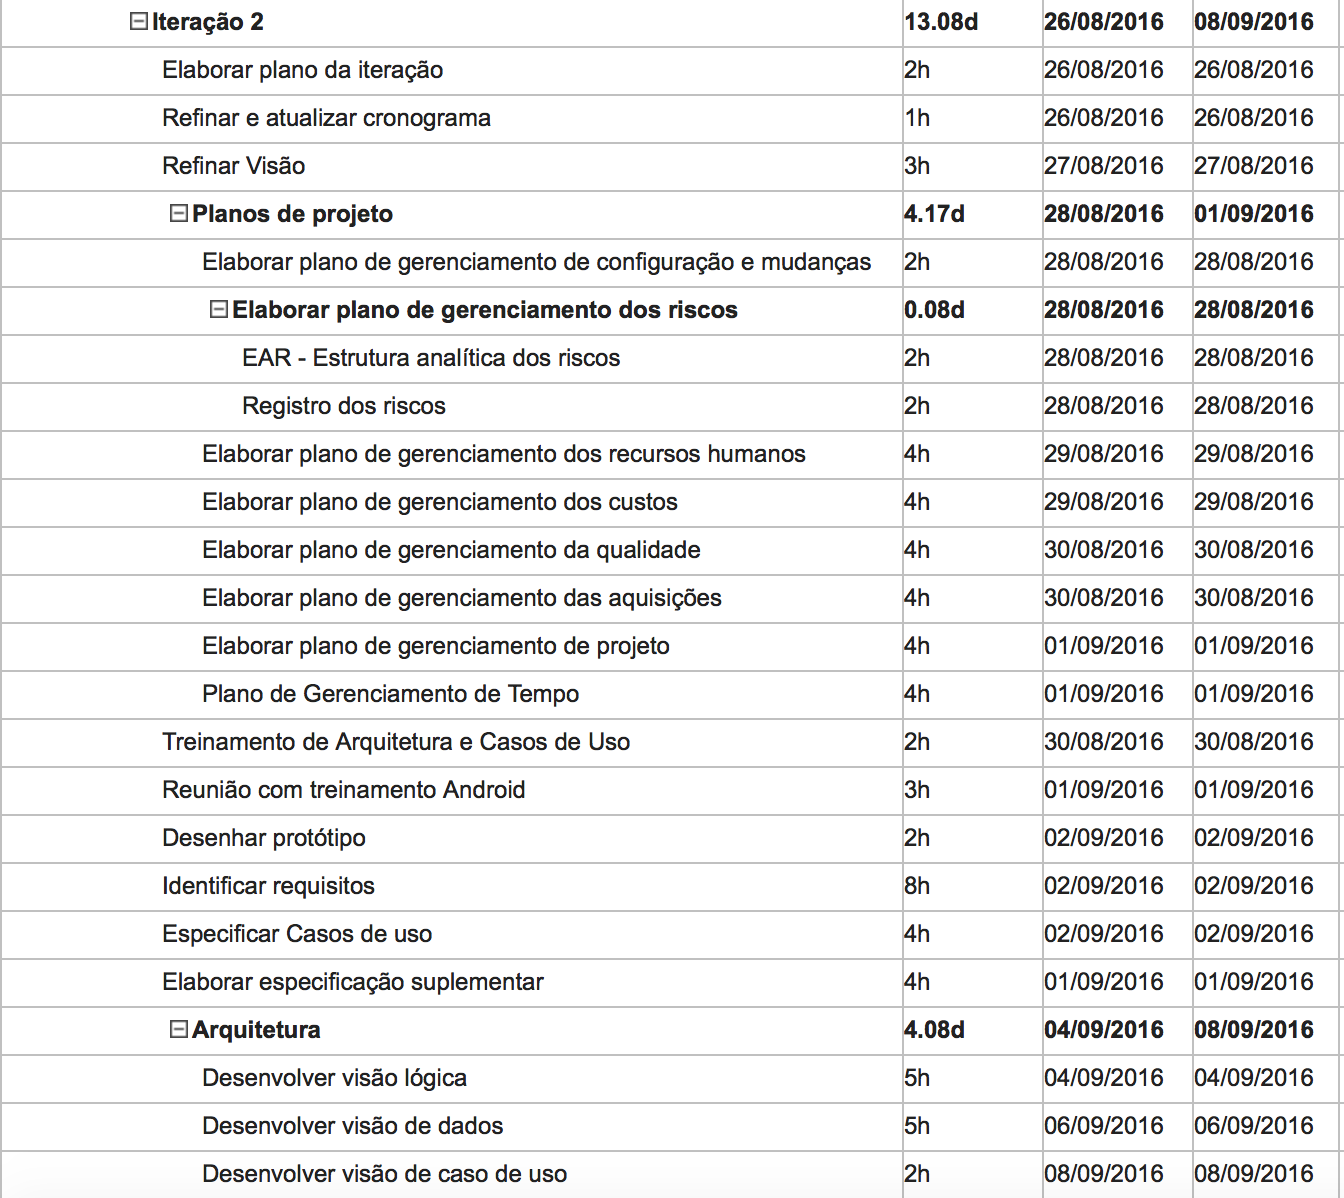 Iteração 2 13.08d 26/08/2016 08/09/2016
Elaborar plano da iteração 2h 26/08/2016 26/08/2016
Refinar e atualizar cronograma 1h 26/08/2016 26/08/2016
Refinar Visão 3h 27/08/2016 27/08/2016
Planos de projeto 4.17d 28/08/2016 01/09/2016
Elaborar plano de gerenciamento de configuração e mudanças 2h 28/08/2016 28/08/2016
Elaborar plano de gerenciamento dos riscos 0.08d 28/08/2016 28/08/2016
EAR - Estrutura analítica dos riscos 2h 28/08/2016 28/08/2016
Registro dos riscos 2h 28/08/2016 28/08/2016
Elaborar plano de gerenciamento dos recursos humanos 4h 29/08/2016 29/08/2016
Elaborar plano de gerenciamento dos custos 4h 29/08/2016 29/08/2016
Elaborar plano de gerenciamento da qualidade 4h 30/08/2016 30/08/2016
Elaborar plano de gerenciamento das aquisições 4h 30/08/2016 30/08/2016
Elaborar plano de gerenciamento de projeto 4h 01/09/2016 01/09/2016
Plano de Gerenciamento de Tempo 4h 01/09/2016 01/09/2016
Treinamento de Arquitetura e Casos de Uso 2h 30/08/2016 30/08/2016
Reunião com treinamento Android 3h 01/09/2016 01/09/2016
Desenhar protótipo 2h 02/09/2016 02/09/2016
Identificar requisitos 8h 02/09/2016 02/09/2016
Especificar Casos de uso 4h 02/09/2016 02/09/2016
Elaborar especificação suplementar 4h 01/09/2016 01/09/2016
Arquitetura 4.08d 04/09/2016 08/09/2016
Desenvolver visão lógica 5h 04/09/2016 04/09/2016
Desenvolver visão de dados 5h 06/09/2016 06/09/2016
Desenvolver visão de caso de uso 2h 08/09/2016 08/09/2016